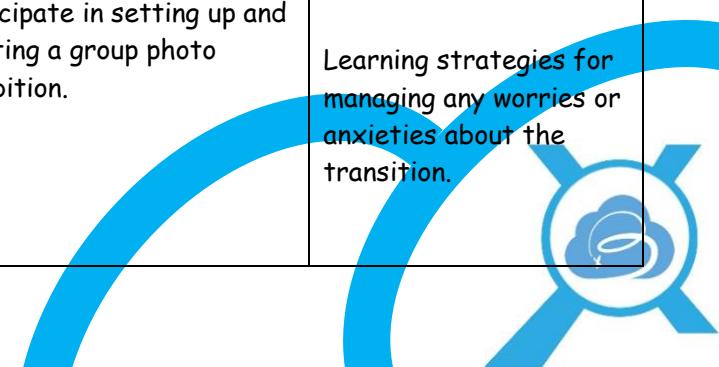 cipate in setting up and
ting a group photo
bition.
Learning strategies for
managing any worries or
anxieties about the
transition.